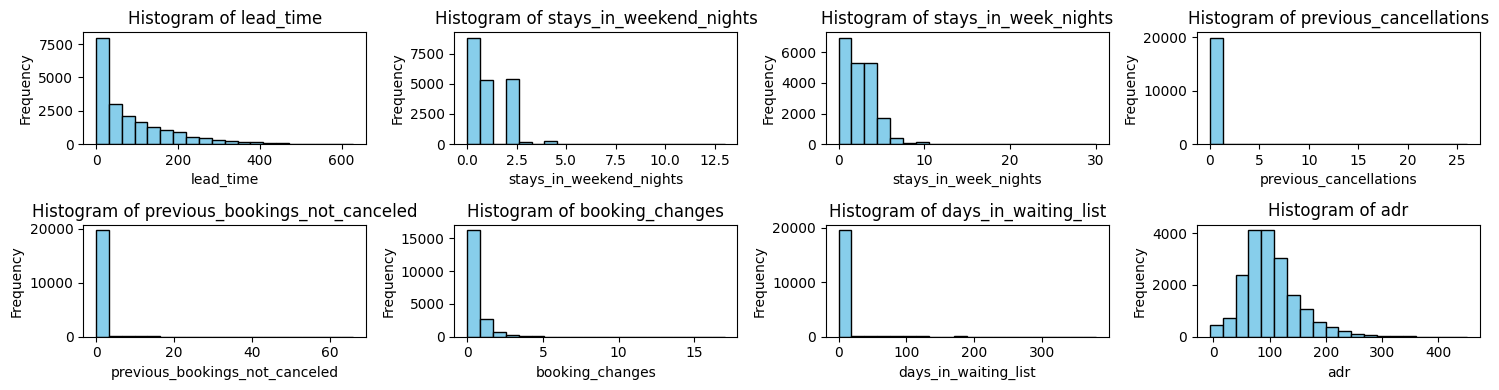 Histogram of lead_time
Frequency
7500
5000
2500
0
0 200 400 600
lead_time
Histogram of stays_in_weekend_nights
Frequency
7500
5000
2500
0
0.0 2.5 5.0 7.5 10.0 12.5
stays_in_weekend_nights
Histogram of stays_in_week_nights
Frequency
6000
4000
2000
0
0 10 20 30
stays_in_week_nights
Histogram of previous_cancellations
Frequency
20000
10000
0
0 5 10 15 20 25
previous_cancellations
Histogram of previous_bookings_not_canceled
Frequency
20000
10000
0
0 20 40 60
previous_bookings_not_canceled
Histogram of booking_changes
Frequency
15000
10000
5000
0
0 5 10 15
booking_changes
Histogram of days_in_waiting_list
Frequency
20000
10000
0
0 100 200 300
days_in_waiting_list
Histogram of adr
Frequency
4000
2000
0
0 100 200 300 400
adr